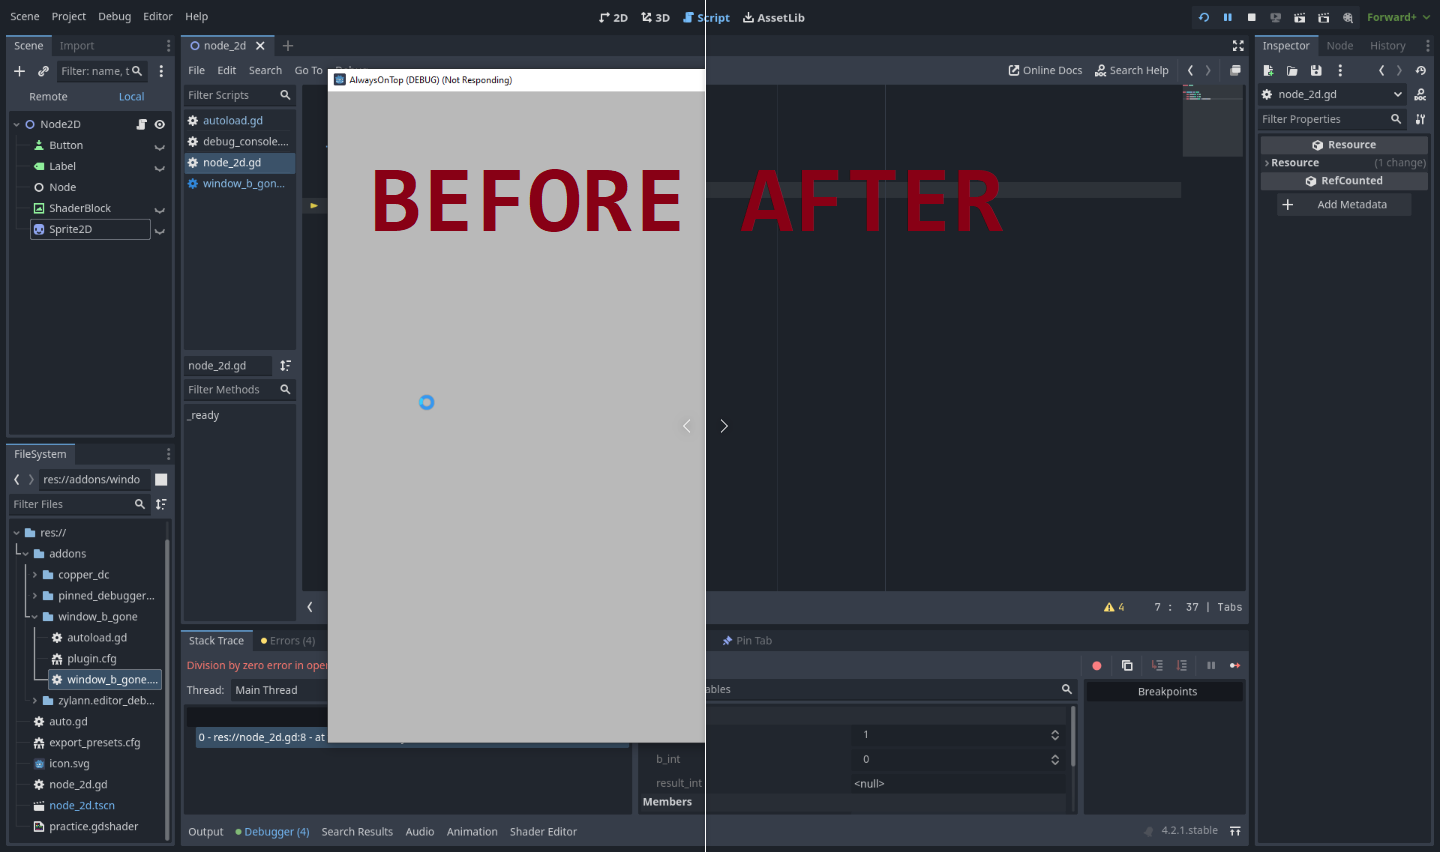 Scene Project Debug Editor Help
2D 3D Script AssetLib
Forward+
Scene Import
node_2d
Inspector Node History
Filter: name, t
File Edit Search Go To
Online Docs Search Help
Remote Local
Filter Scripts
AlwaysOnTop (DEBUG) (Not Responding)
node_2d.gd
Filter Properties
Node2D
Button
Label
Node
ShaderBlock
Sprite2D
autoload.gd
debug_console....
node_2d.gd
window_b_gon...
BEFORE AFTER
Resource
Resource (1 change)
RefCounted
Add Metadata
node_2d.gd
Filter Methods
_ready
FileSystem
res://addons/windo
Filter Files
res://
addons
copper_dc
pinned_debugger...
window_b_gone
autoload.gd
plugin.cfg
window_b_gone....
zylann.editor_deb...
auto.gd
export_presets.cfg
icon.svg
node_2d.gd
node_2d.tscn
practice.gdshader
4 7 : 37 | Tabs
Stack Trace Errors (4) Pin Tab
Division by zero error in oper
Thread: Main Thread
ables
Breakpoints
0 - res://node_2d.gd:8 - at
1
b_int 0
result_int <null>
Members
Output Debugger (4) Search Results Audio Animation Shader Editor
4.2.1.stable